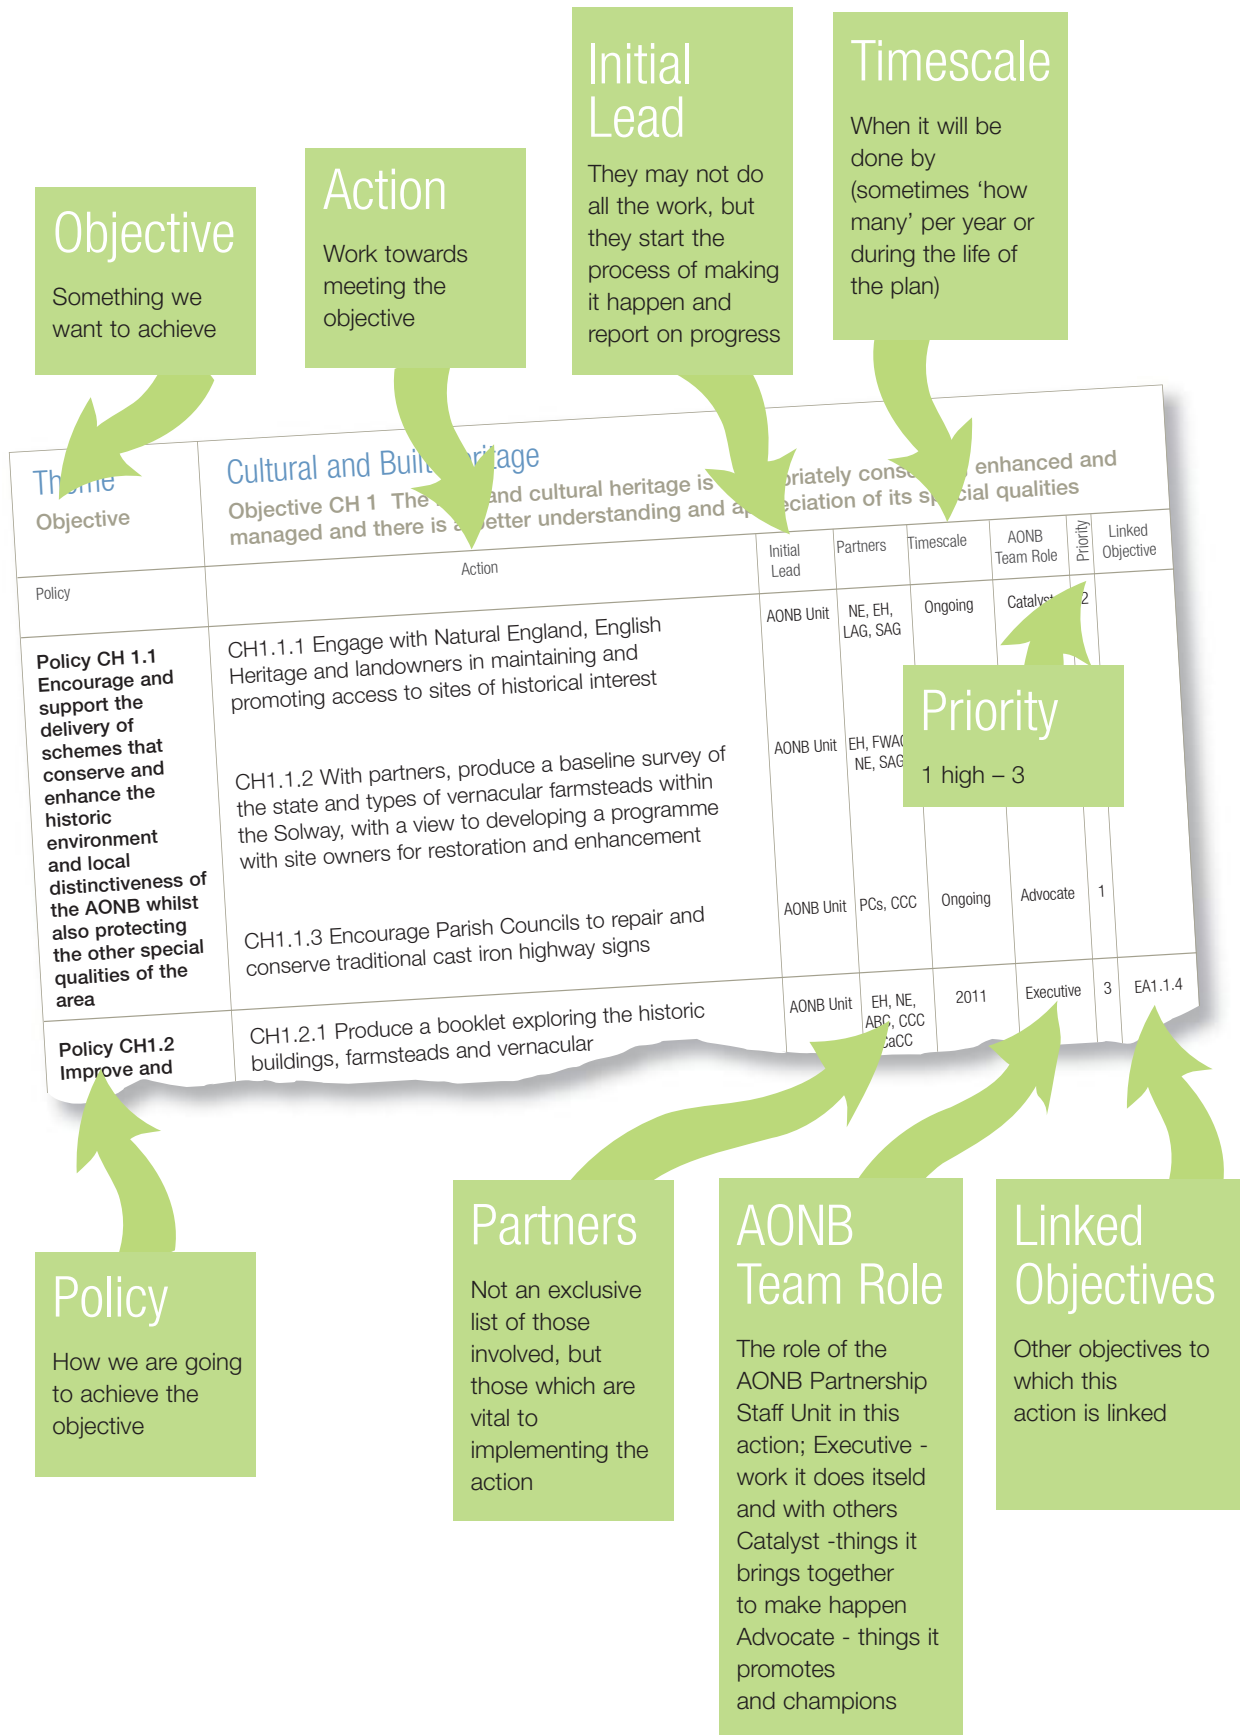 Initial
Lead
They may not do
all the work, but
they start the
process of making
it happen and
report on progress
Timescale
When it will be
done by
(sometimes ‘how
many’ per year or
during the life of
the plan)
Action
Work towards
meeting the
objective
Objective
Something we
want to achieve
Theme
Objective
Cultural and Built Heritage
Objective CH 1 The and cultural heritage is appropriately conserved enhanced and
managed and there is a better understanding and appreciation of its special qualities
Policy
Action
Initial
Lead
Partners
Timescale
AONB
Team Role
Priority
Linked
Objective
Policy CH 1.1
Encourage and
support the
delivery of
schemes that
conserve and
enhance the
historic
environment
and local
distinctiveness of
the AONB whilst
also protecting
the other special
qualities of the
area
CH1.1.1 Engage with Natural England, English
Heritage and landowners in maintaining and
promoting access to sites of historical interest
AONB Unit
NE, EH,
LAG, SAG
Ongoing
Catalyst
2
CH1.1.2 With partners, produce a baseline survey of
the state and types of vernacular farmsteads within
the Solway, with a view to developing a programme
with site owners for restoration and enhancement
AONB Unit
EH, FWAG
NE, SAG
Priority
1 high – 3
CH1.1.3 Encourage Parish Councils to repair and
conserve traditional cast iron highway signs
AONB Unit
PCs, CCC
Ongoing
Advocate
1
Policy CH1.2
Improve and
CH1.2.1 Produce a booklet exploring the historic
buildings, farmsteads and vernacular
AONB Unit
EH, NE,
ABC, CCC
CaCC
2011
Executive
3
EA1.1.4
Policy
How we are going
to achieve the
objective
Partners
Not an exclusive
list of those
involved, but
those which are
vital to
implementing the
action
AONB
Team Role
The role of the
AONB Partnership
Staff Unit in this
action; Executive -
work it does itseld
and with others
Catalyst -things it
brings together
to make happen
Advocate - things it
promotes
and champions
Linked
Objectives
Other objectives to
which this
action is linked